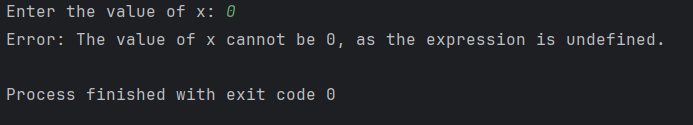 Enter the value of x: 0
Error: The value of x cannot be 0, as the expression is undefined.
Process finished with exit code 0